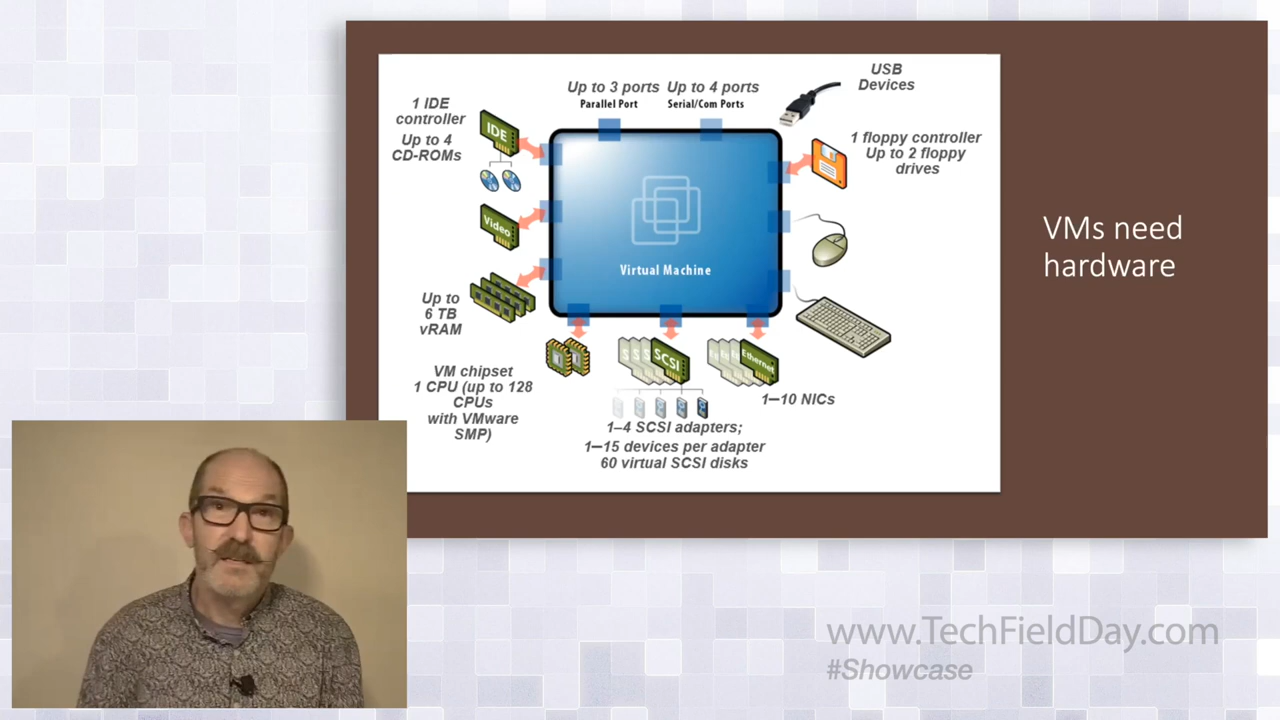 USB
Devices
Up to 3 ports
Parallel Port
Up to 4 ports
Serial/Com Ports
1 IDE
controller
Up to 4
CD-ROMs
IDE
1 floppy controller
Up to 2 floppy
drives
Video
Virtual Machine
VMs need
hardware
Up to
6 TB
vRAM
VM chipset
1 CPU (up to 128
CPUs
with VMware
SMP)
S S S SCSI
Ethernet
1–4 SCSI adapters;
1–15 devices per adapter
60 virtual SCSI disks
1–10 NICs
www.TechFieldDay.com
#Showcase